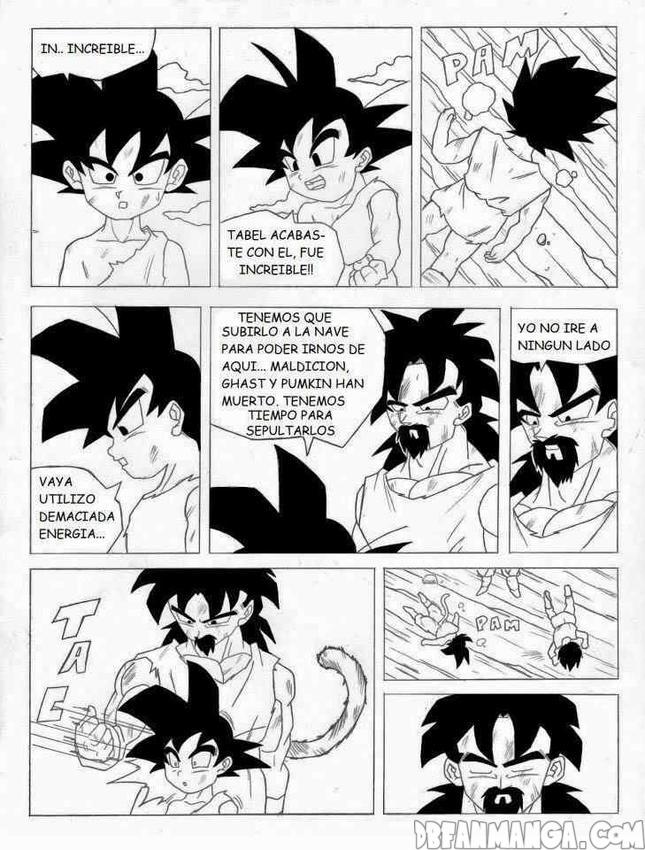 IN.. INCREIBLE...
TABEL ACABAS-
TE CON EL, FUE
INCREIBLE!!
PAM
VAYA
UTILIZO
DEMACIADA
ENERGIA...
TENEMOS QUE
SUBIRLO A LA NAVE
PARA PODER IRNOS DE
AQUI... MALDICION,
GHAST Y PUMKIN HAN
MUERTO. TENEMOS
TIEMPO PARA
SEPULTARLOS
YO NO IRE A
NINGUN LADO
TAC
PAM
DBFANMANGA.COM